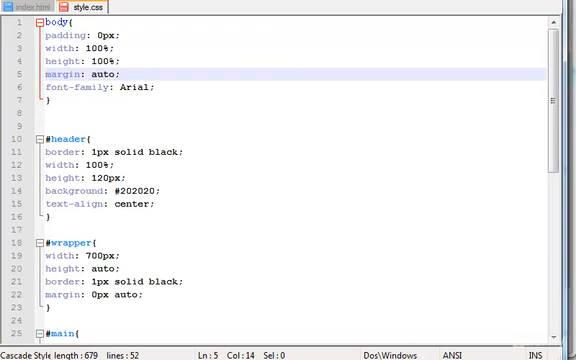 index.html style.css
1 body{
2 padding: 0px;
3 width: 100%;
4 height: 100%;
5 margin: auto;
6 font-family: Arial;
7 }
8
9
10 #header{
11 border: 1px solid black;
12 width: 100%;
13 height: 120px;
14 background: #202020;
15 text-align: center;
16 }
17
18 #wrapper{
19 width: 700px;
20 height: auto;
21 border: 1px solid black;
22 margin: 0px auto;
23 }
24
25 #main{
Cascade Style length : 679 lines : 52 Ln : 5 Col : 14 Sel : 0 Dos\Windows ANSI INS